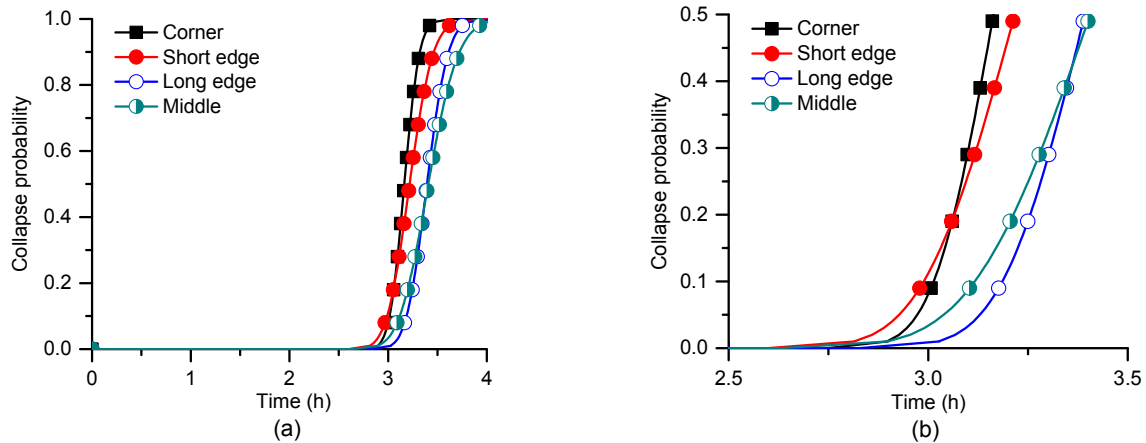 Corner
Short edge
Long edge
Middle
Collapse probability
1.0
0.8
0.6
0.4
0.2
0.0
0 1 2 3 4
Time (h)
(a)
Corner
Short edge
Long edge
Middle
Collapse probability
0.5
0.4
0.3
0.2
0.1
0.0
2.5 3.0 3.5
Time (h)
(b)